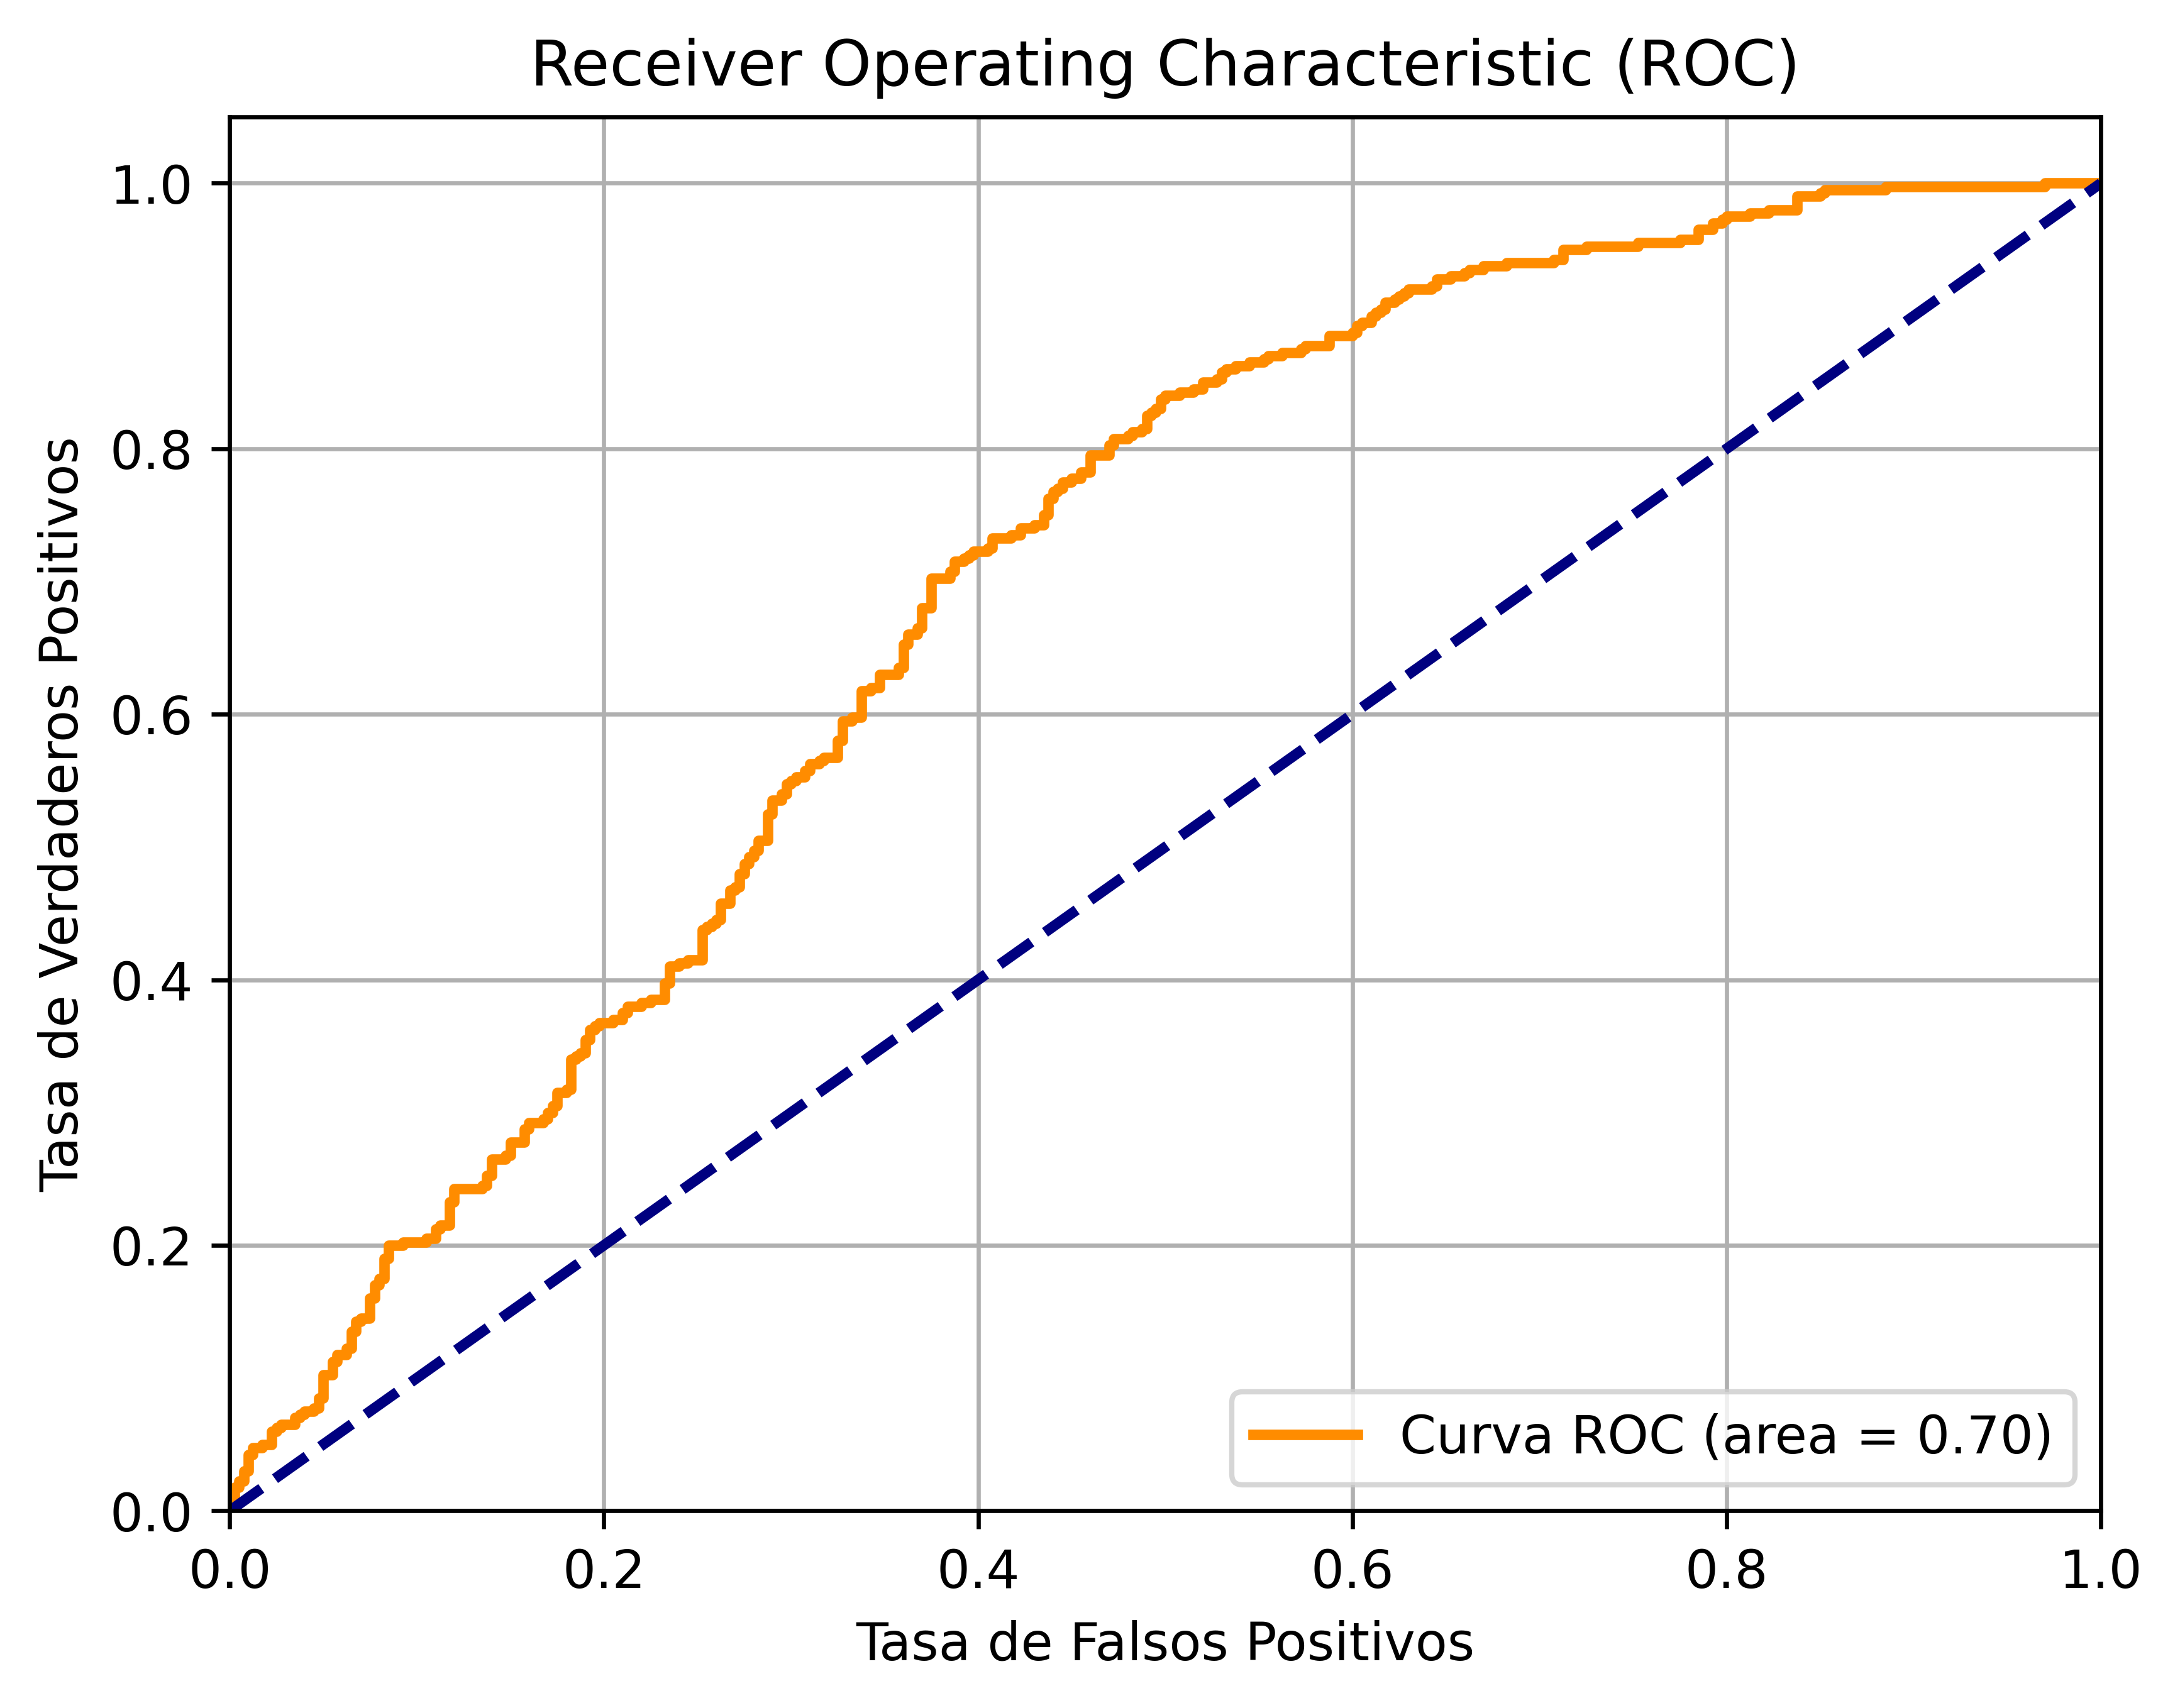 Receiver Operating Characteristic (ROC)
1.0
0.8
0.6
0.4
0.2
0.0
Tasa de Verdaderos Positivos
Curva ROC (area = 0.70)
0.0 0.2 0.4 0.6 0.8 1.0
Tasa de Falsos Positivos